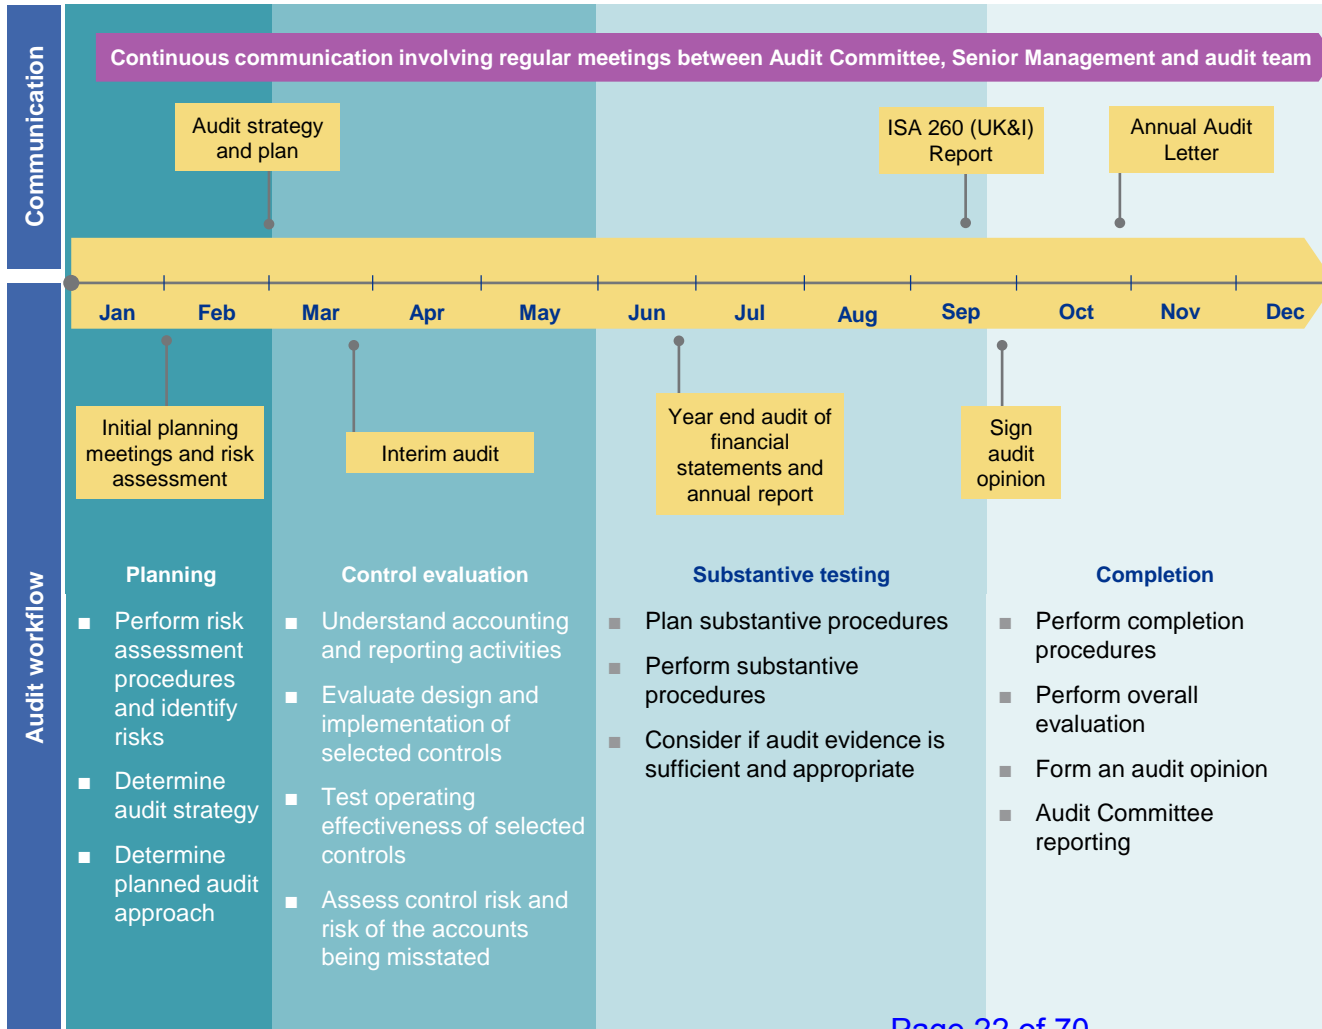 Communication
Continuous communication involving regular meetings between Audit Committee, Senior Management and audit team
Audit strategy
and plan
ISA 260 (UK&I)
Report
Annual Audit
Letter
Jan Feb Mar Apr May Jun Jul Aug Sep Oct Nov Dec
Initial planning
meetings and risk
assessment
Interim audit
Year end audit of
financial
statements and
annual report
Sign
audit
opinion
Audit workflow
Planning
■ Perform risk
assessment
procedures
and identify
risks
■ Determine
audit strategy
■ Determine
planned audit
approach
Control evaluation
■ Understand accounting
and reporting activities
■ Evaluate design and
implementation of
selected controls
■ Test operating
effectiveness of selected
controls
■ Assess control risk and
risk of the accounts
being misstated
Substantive testing
■ Plan substantive procedures
■ Perform substantive
procedures
■ Consider if audit evidence is
sufficient and appropriate
Completion
■ Perform completion
procedures
■ Perform overall
evaluation
■ Form an audit opinion
■ Audit Committee
reporting
Page 22 of 70